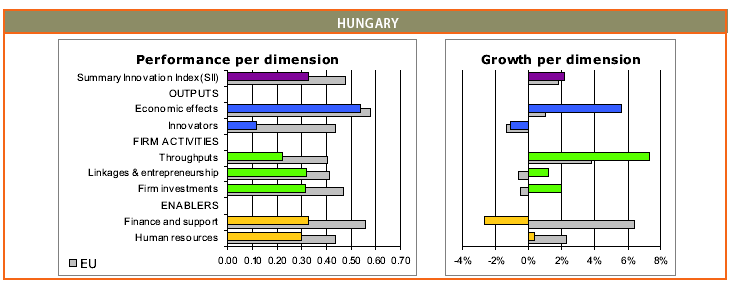 HUNGARY
Performance per dimension
Summary Innovation Index (SII)
OUTPUTS
Economic effects
Innovators
FIRM ACTIVITIES
Throughputs
Linkages & entrepreneurship
Firm investments
ENABLERS
Finance and support
Human resources
0.00 0.10 0.20 0.30 0.40 0.50 0.60 0.70
EU
Growth per dimension
-4% -2% 0% 2% 4% 6% 8%